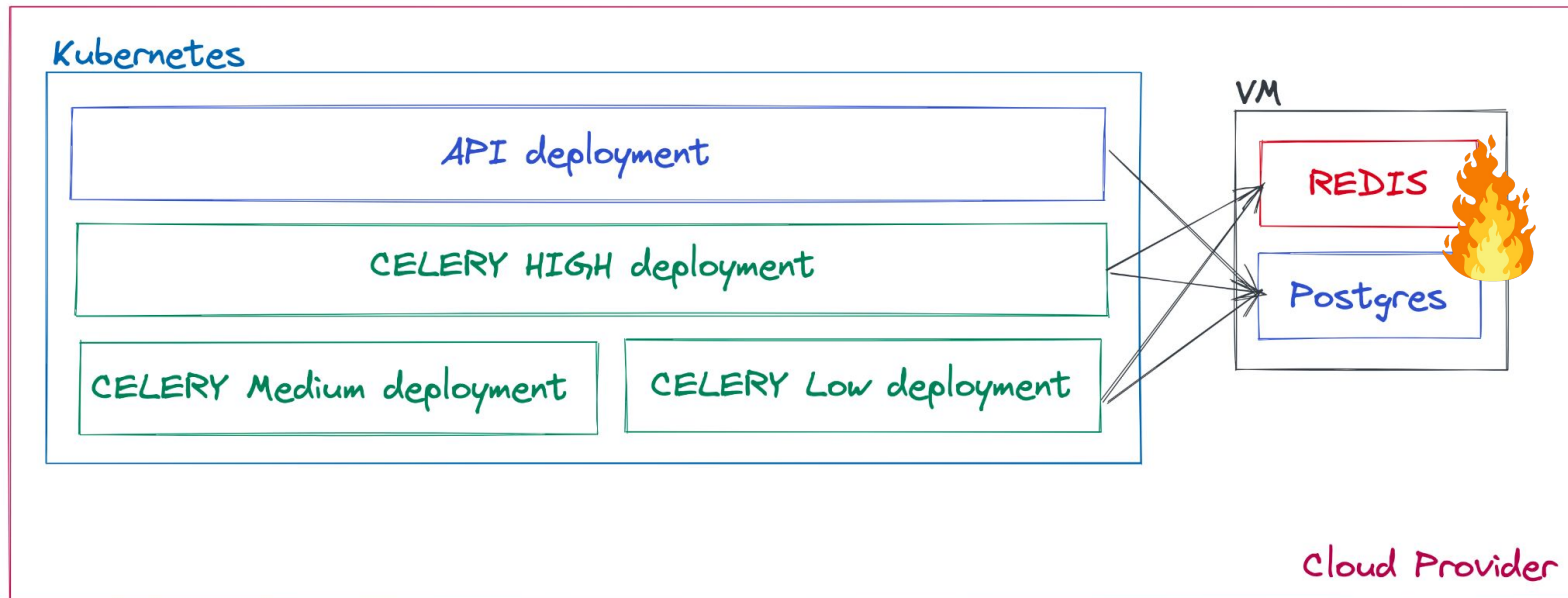 Kubernetes
VM
API deployment
REDIS
CELERY HIGH deployment
Postgres
CELERY Medium deployment
CELERY Low deployment
Cloud Provider